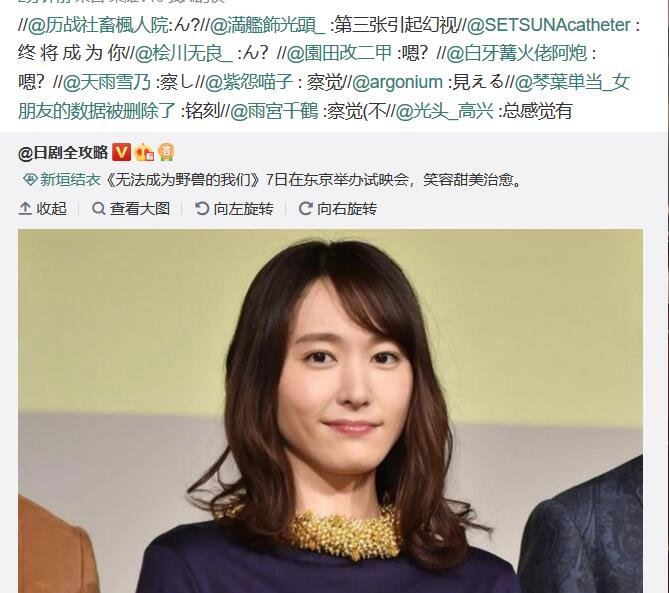 //@历战社畜楓人院:ん?//@満艦飾光頭_ :第三张引起幻视//@SETSUNAcatheter :
终 将 成 为 你//@桧川无良_ :ん？//@園田改二甲 :嗯？//@白牙篝火佬阿炮 :
嗯？//@天雨雪乃 :察し//@紫怨喵子 : 察觉//@argonium :見える//@琴葉単当_女
朋友的数据被删除了 :铭刻//@雨宮千鶴 :察觉(不//@光头_高兴 :总感觉有
@日剧全攻略
新垣结衣《无法成为野兽的我们》7日在东京举办试映会，笑容甜美治愈。
收起 查看大图 向左旋转 向右旋转